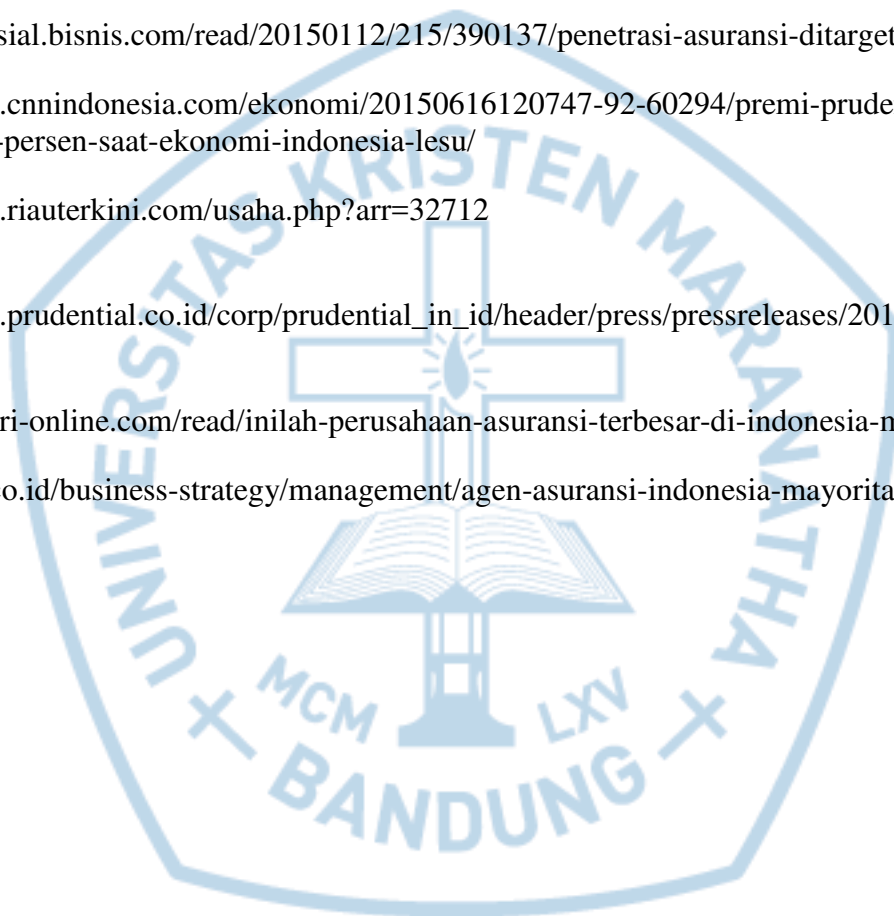 sial.bisnis.com/read/20150112/215/390137/penetrasi-asuransi-ditarget
.cnnindonesia.com/ekonomi/20150616120747-92-60294/premi-prude
-persen-saat-ekonomi-indonesia-lesu/
.riauterkini.com/usaha.php?arr=32712
.prudential.co.id/corp/prudential_in_id/header/press/pressreleases/201
ri-online.com/read/inilah-perusahaan-asuransi-terbesar-di-indonesia-m
co.id/business-strategy/management/agen-asuransi-indonesia-mayorita
UNIVERSITAS KRISTEN MARANATHA
MCM LXV
BANDUNG